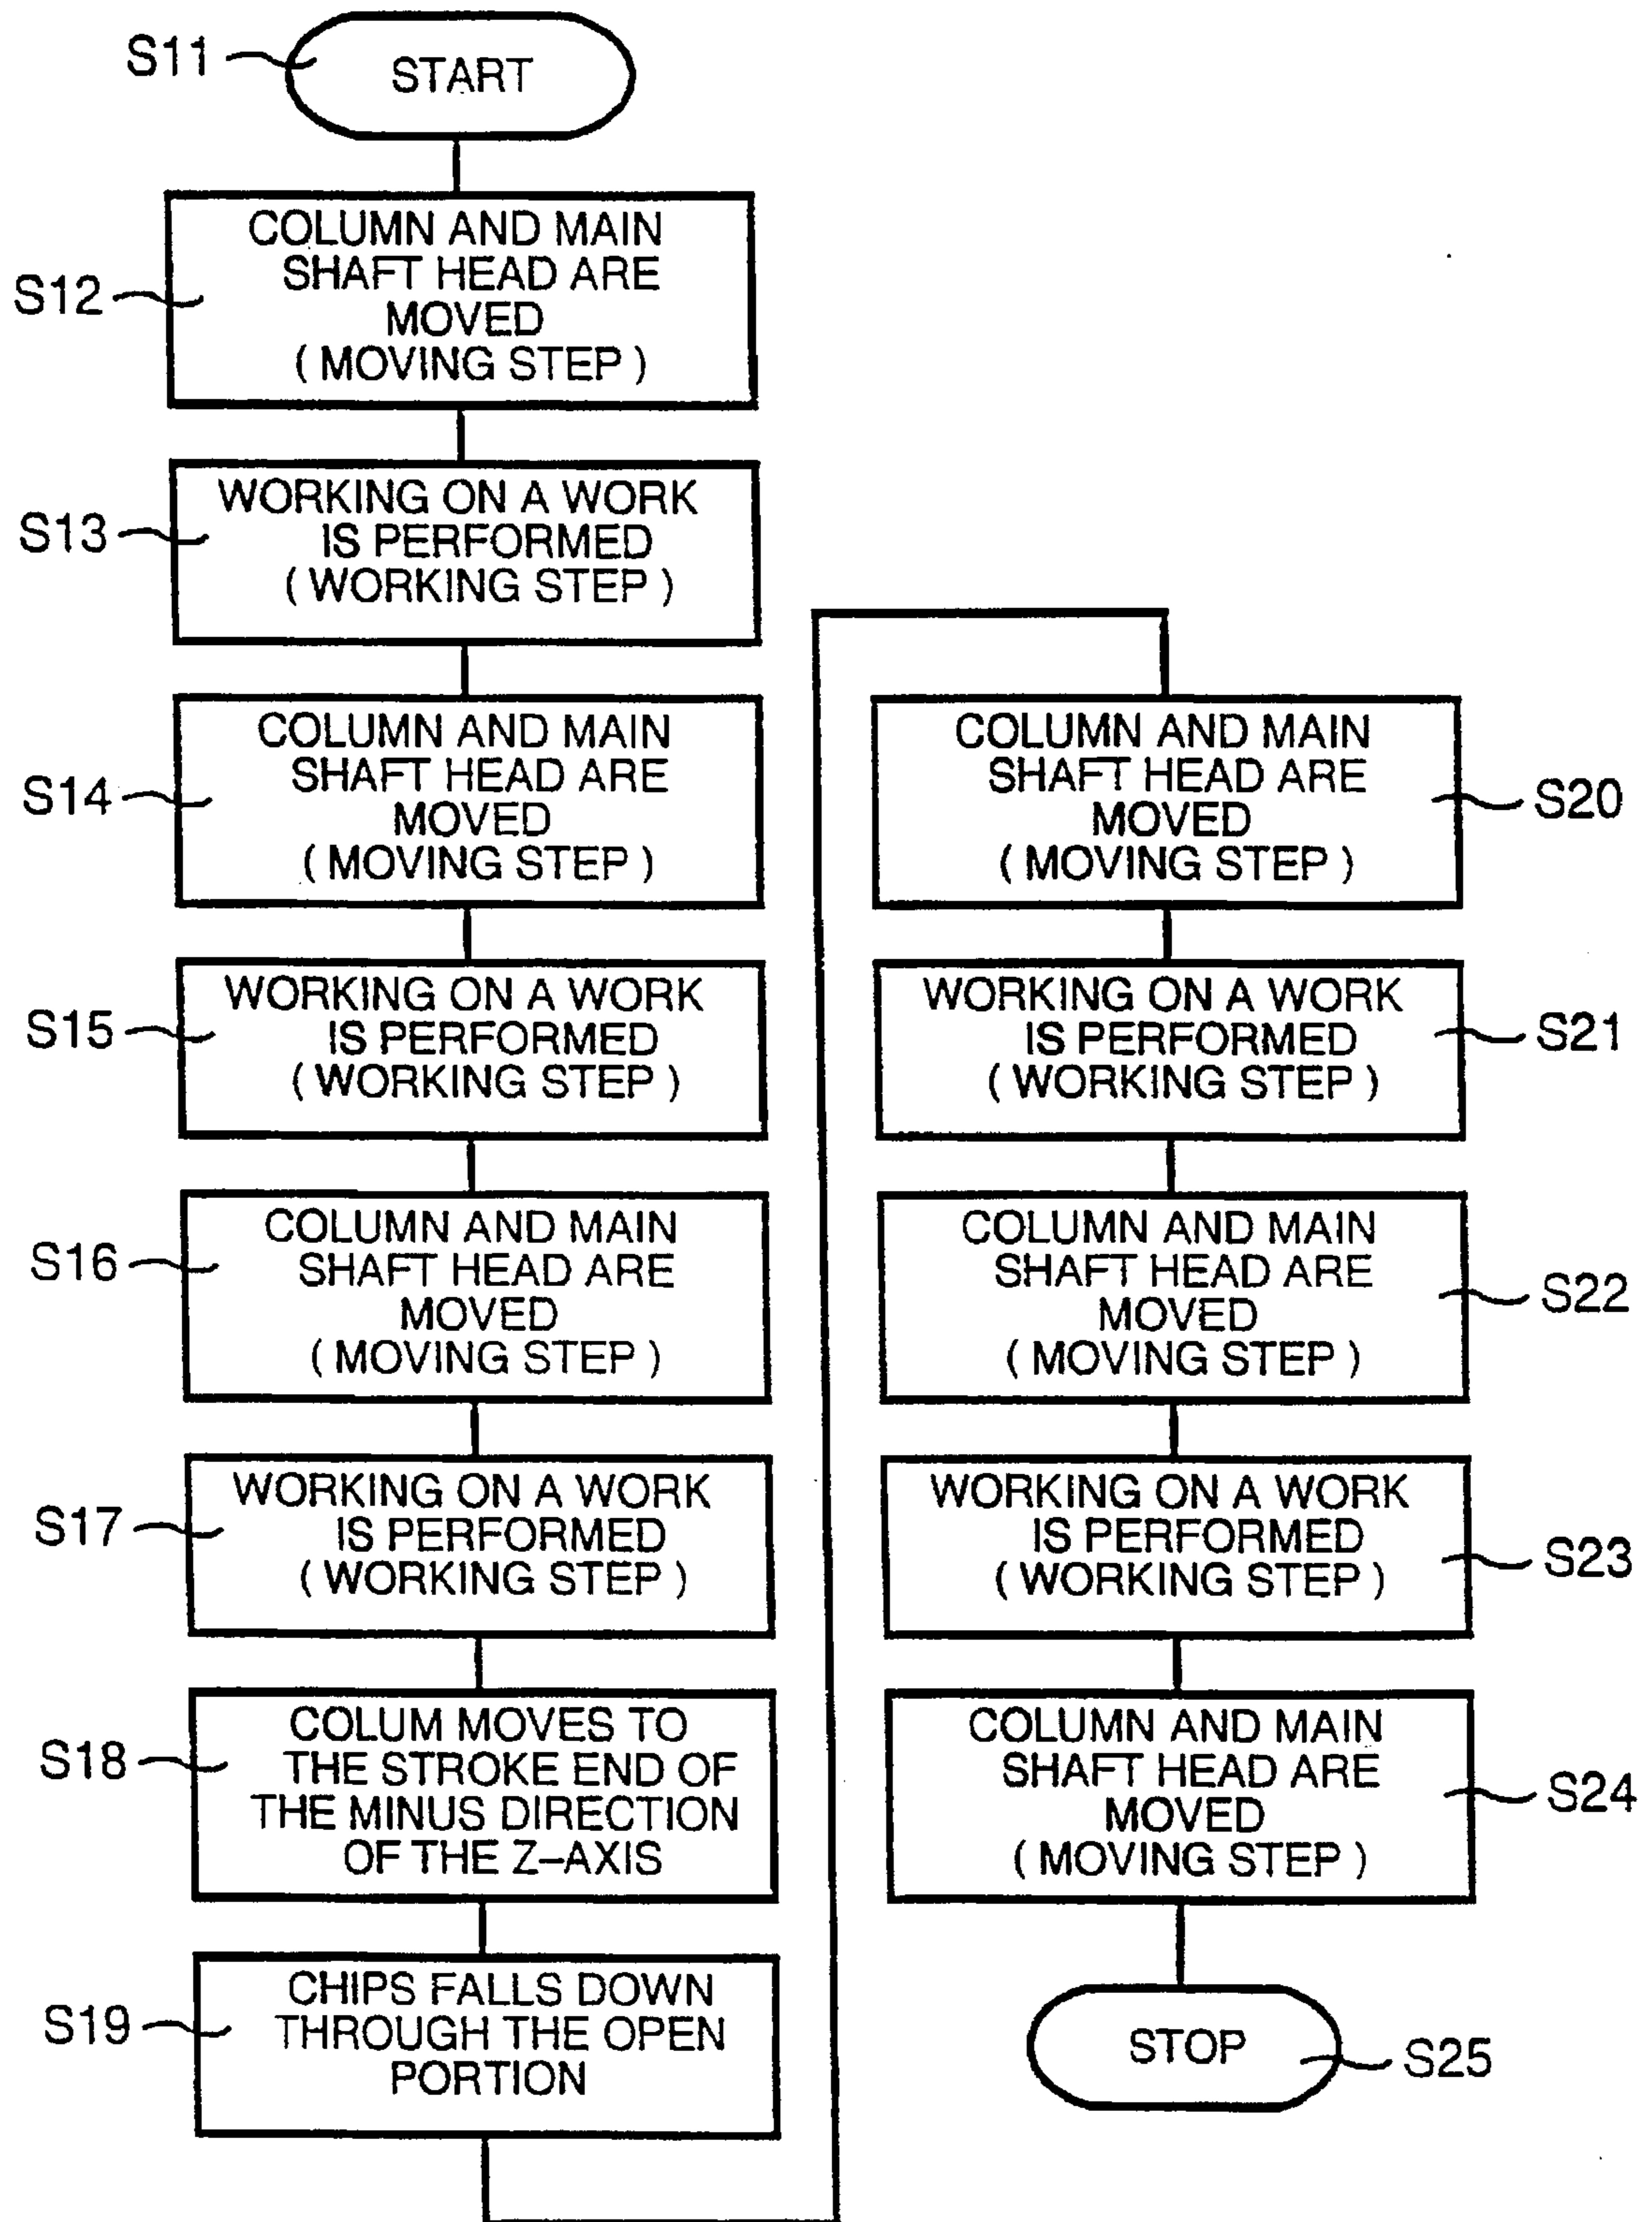 S11
START
S12
COLUMN AND MAIN
SHAFT HEAD ARE
MOVED
( MOVING STEP )
S13
WORKING ON A WORK
IS PERFORMED
( WORKING STEP )
S14
COLUMN AND MAIN
SHAFT HEAD ARE
MOVED
( MOVING STEP )
S15
WORKING ON A WORK
IS PERFORMED
( WORKING STEP )
S16
COLUMN AND MAIN
SHAFT HEAD ARE
MOVED
( MOVING STEP )
S17
WORKING ON A WORK
IS PERFORMED
( WORKING STEP )
S18
COLUM MOVES TO
THE STROKE END OF
THE MINUS DIRECTION
OF THE Z–AXIS
S19
CHIPS FALLS DOWN
THROUGH THE OPEN
PORTION
COLUMN AND MAIN
SHAFT HEAD ARE
MOVED
( MOVING STEP )
S20
WORKING ON A WORK
IS PERFORMED
( WORKING STEP )
S21
COLUMN AND MAIN
SHAFT HEAD ARE
MOVED
( MOVING STEP )
S22
WORKING ON A WORK
IS PERFORMED
( WORKING STEP )
S23
COLUMN AND MAIN
SHAFT HEAD ARE
MOVED
( MOVING STEP )
S24
STOP
S25